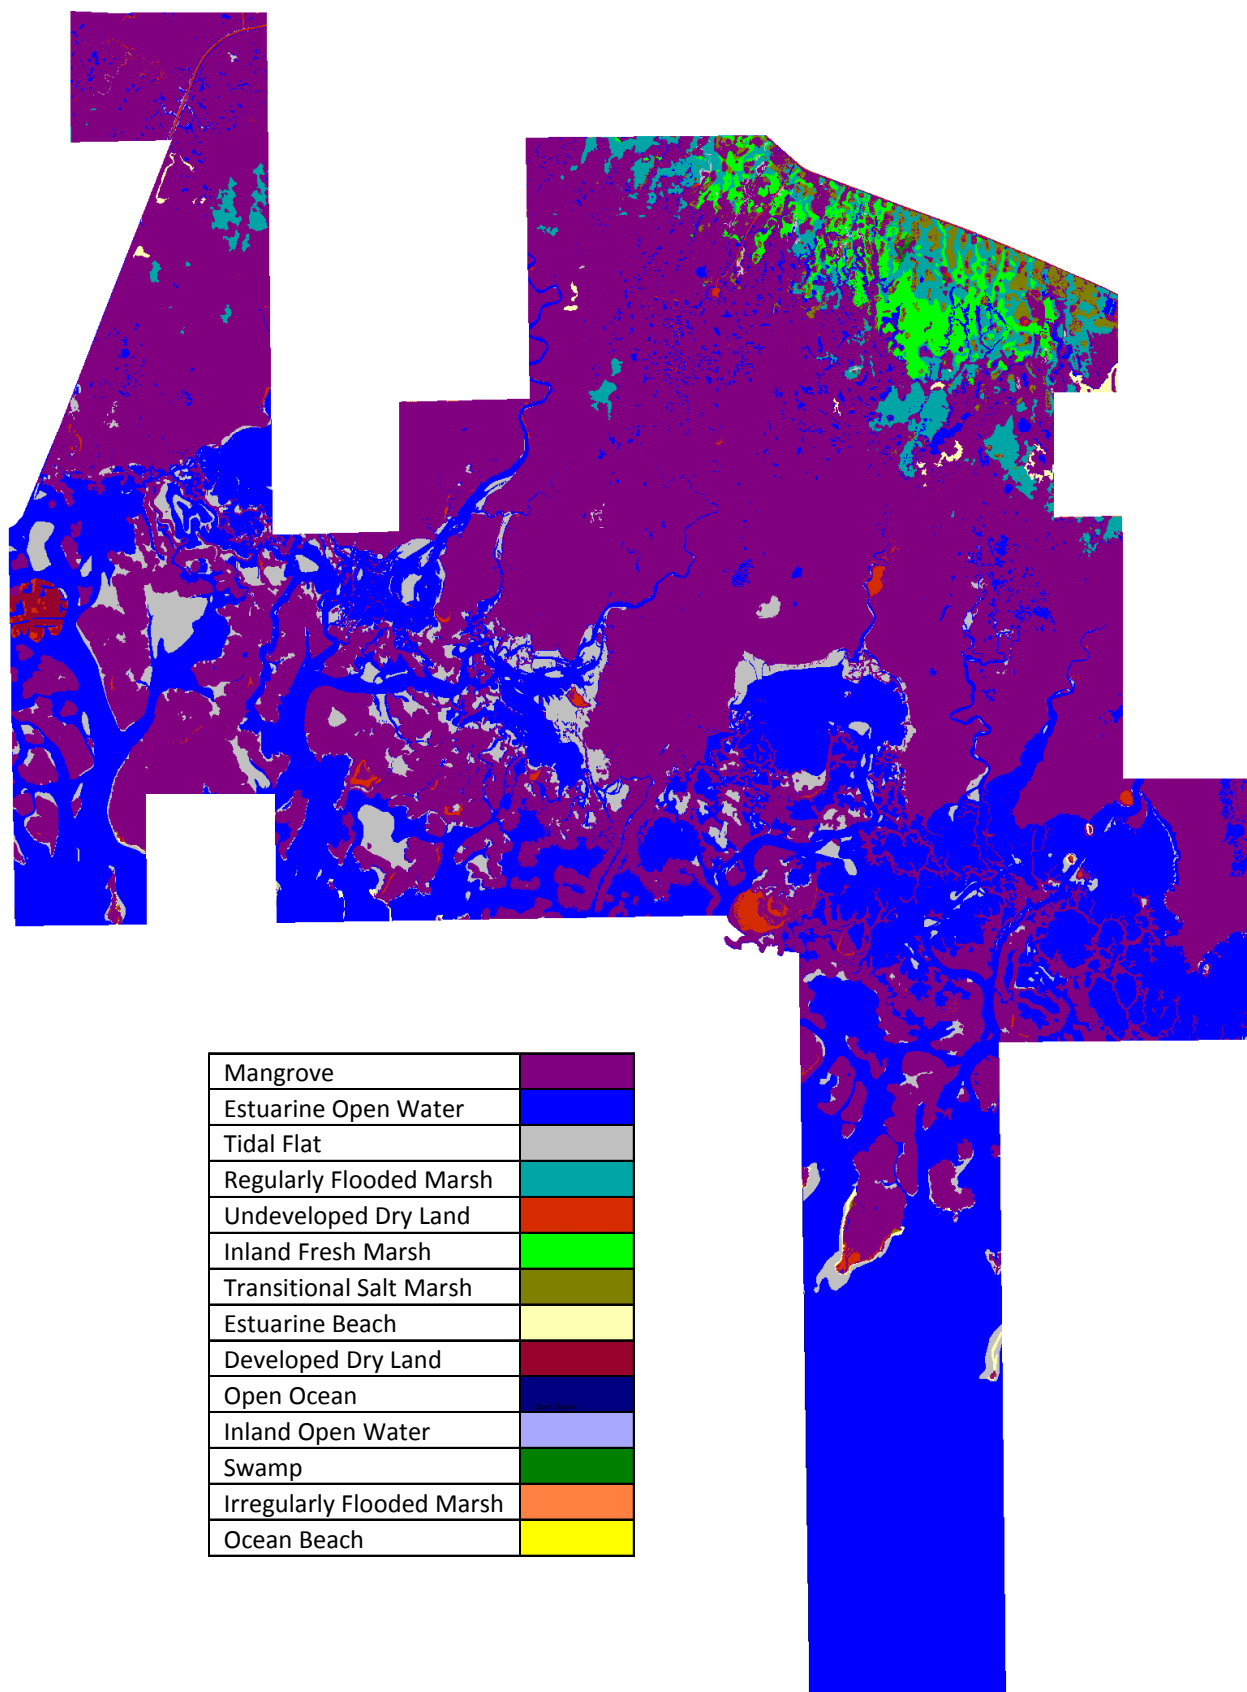 Mangrove
Estuarine Open Water
Tidal Flat
Regularly Flooded Marsh
Undeveloped Dry Land
Inland Fresh Marsh
Transitional Salt Marsh
Estuarine Beach
Developed Dry Land
Open Ocean
Inland Open Water
Swamp
Irregularly Flooded Marsh
Ocean Beach